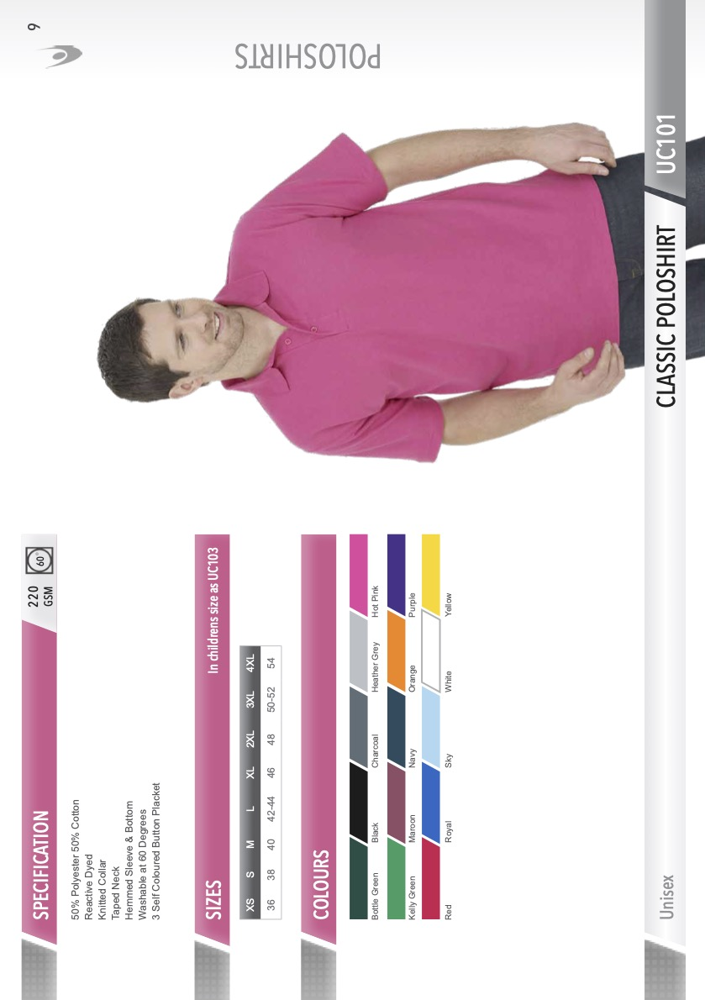 CLASSIC POLOSHIRT
UC101
Unisex
SPECIFICATION
220
GSM
60°
50% Polyester 50% Cotton
Reactive Dyed
Knitted Collar
Taped Neck
Hemmed Sleeve & Bottom
Washable at 60 Degrees
3 Self Coloured Button Placket
SIZES
In childrens size as UC103
XS S M L XL 2XL 3XL 4XL
36 38 40 42-44 46 48 50-52 54
COLOURS
Bottle Green Black Charcoal Heather Grey Hot Pink
Kelly Green Maroon Navy Orange Purple
Red Royal Sky White Yellow
POLOSHIRTS
9